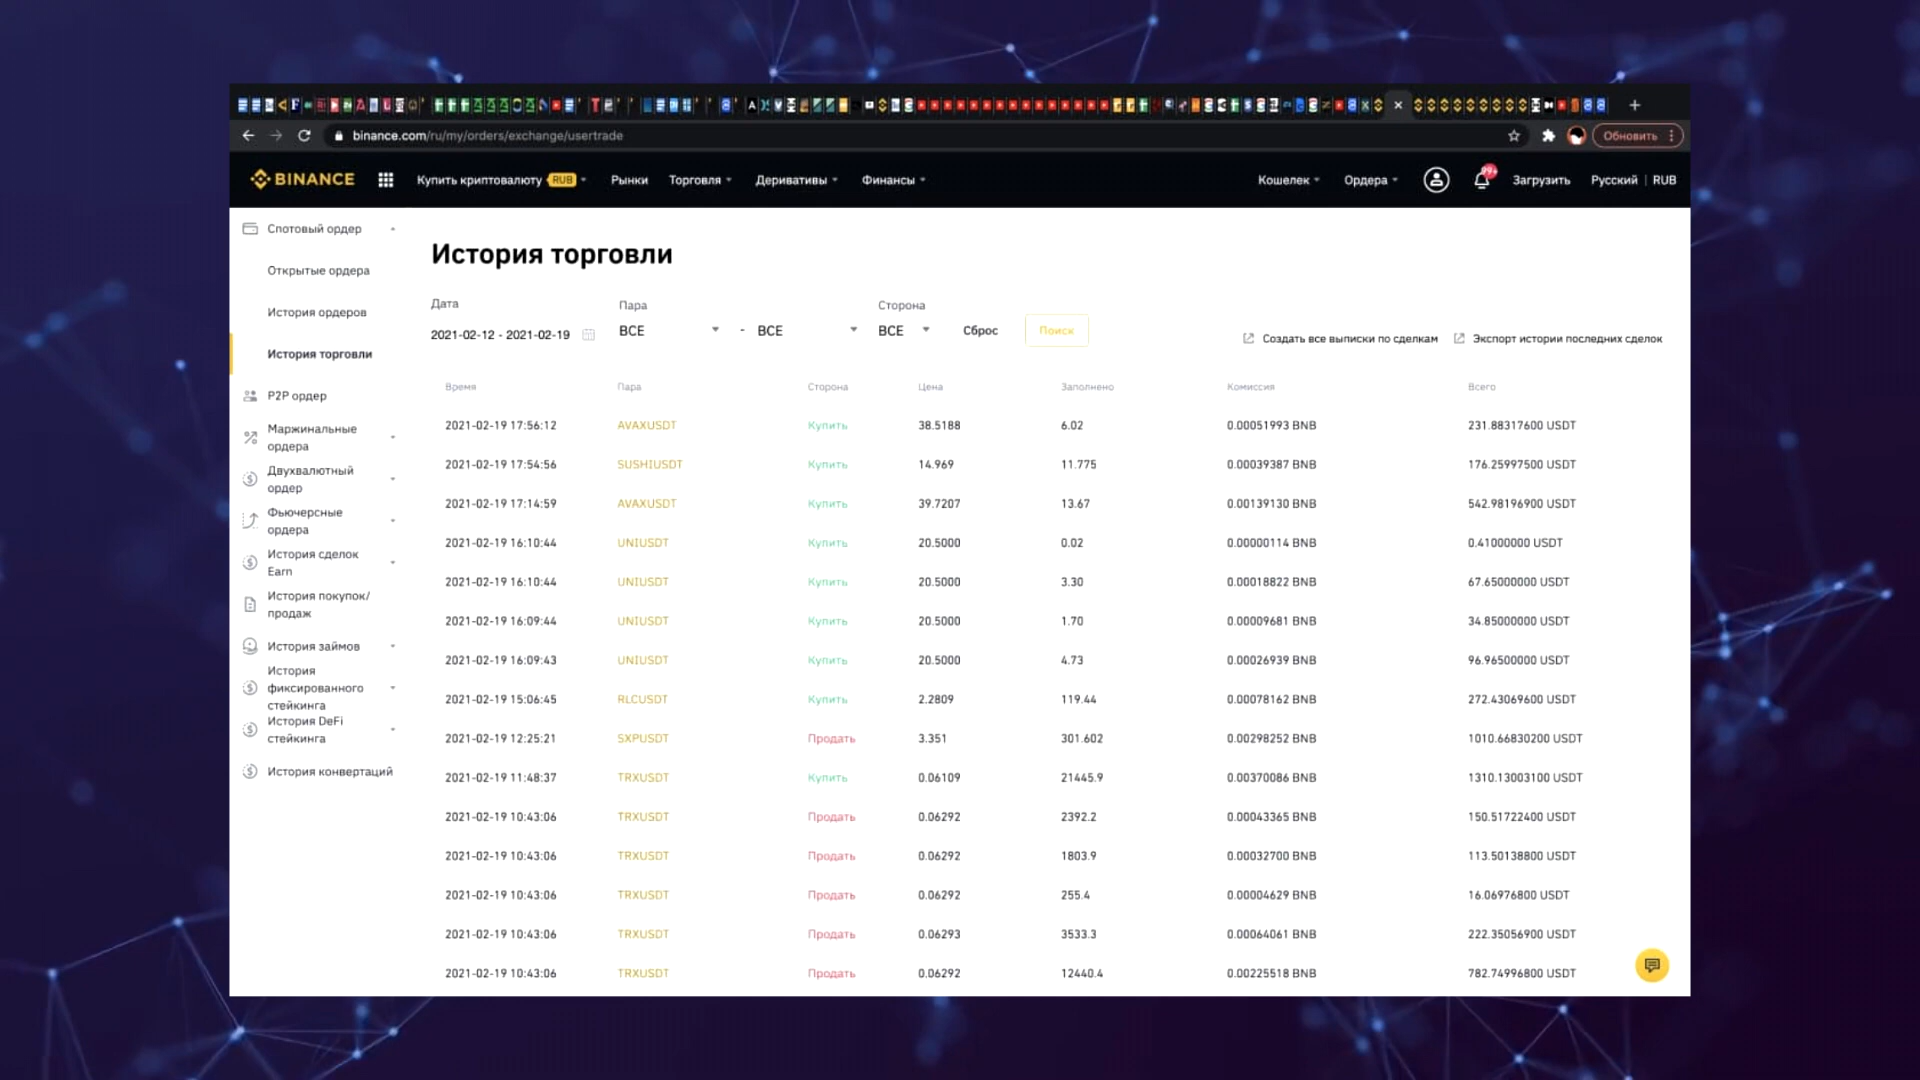 binance.com/ru/my/orders/exchange/usertrade
Обновить
BINANCE
Купить криптовалюту RUB
Рынки
Торговля
Деривативы
Финансы
Кошелек
Ордера
99+
Загрузить
Русский | RUB
Спотовый ордер
Открытые ордера
История ордеров
История торговли
P2P ордер
Маржинальные
ордера
Двухвалютный
ордер
Фьючерсные
ордера
История сделок
Earn
История покупок/
продаж
История займов
История
фиксированного
стейкинга
История DeFi
стейкинга
История конвертаций
История торговли
Дата
2021-02-12 - 2021-02-19
Пара
ВСЕ - ВСЕ
Сторона
ВСЕ
Сброс
Поиск
Создать все выписки по сделкам
Экспорт истории последних сделок
Время Пара Сторона Цена Заполнено Комиссия Всего
2021-02-19 17:56:12 AVAXUSDT Купить 38.5188 6.02 0.00051993 BNB 231.88317600 USDT
2021-02-19 17:54:56 SUSHIUSDT Купить 14.969 11.775 0.00039387 BNB 176.25997500 USDT
2021-02-19 17:14:59 AVAXUSDT Купить 39.7207 13.67 0.00139130 BNB 542.98196900 USDT
2021-02-19 16:10:44 UNIUSDT Купить 20.5000 0.02 0.00000114 BNB 0.41000000 USDT
2021-02-19 16:10:44 UNIUSDT Купить 20.5000 3.30 0.00018822 BNB 67.65000000 USDT
2021-02-19 16:09:44 UNIUSDT Купить 20.5000 1.70 0.00009681 BNB 34.85000000 USDT
2021-02-19 16:09:43 UNIUSDT Купить 20.5000 4.73 0.00026939 BNB 96.96500000 USDT
2021-02-19 15:06:45 RLCUSDT Купить 2.2809 119.44 0.00078162 BNB 272.43069600 USDT
2021-02-19 12:25:21 SXPUSDT Продать 3.351 301.602 0.00298252 BNB 1010.66830200 USDT
2021-02-19 11:48:37 TRXUSDT Купить 0.06109 21445.9 0.00370086 BNB 1310.13003100 USDT
2021-02-19 10:43:06 TRXUSDT Продать 0.06292 2392.2 0.00043365 BNB 150.51722400 USDT
2021-02-19 10:43:06 TRXUSDT Продать 0.06292 1803.9 0.00032700 BNB 113.50138800 USDT
2021-02-19 10:43:06 TRXUSDT Продать 0.06292 255.4 0.00004629 BNB 16.06976800 USDT
2021-02-19 10:43:06 TRXUSDT Продать 0.06293 3533.3 0.00064061 BNB 222.35056900 USDT
2021-02-19 10:43:06 TRXUSDT Продать 0.06292 12440.4 0.00225518 BNB 782.74996800 USDT